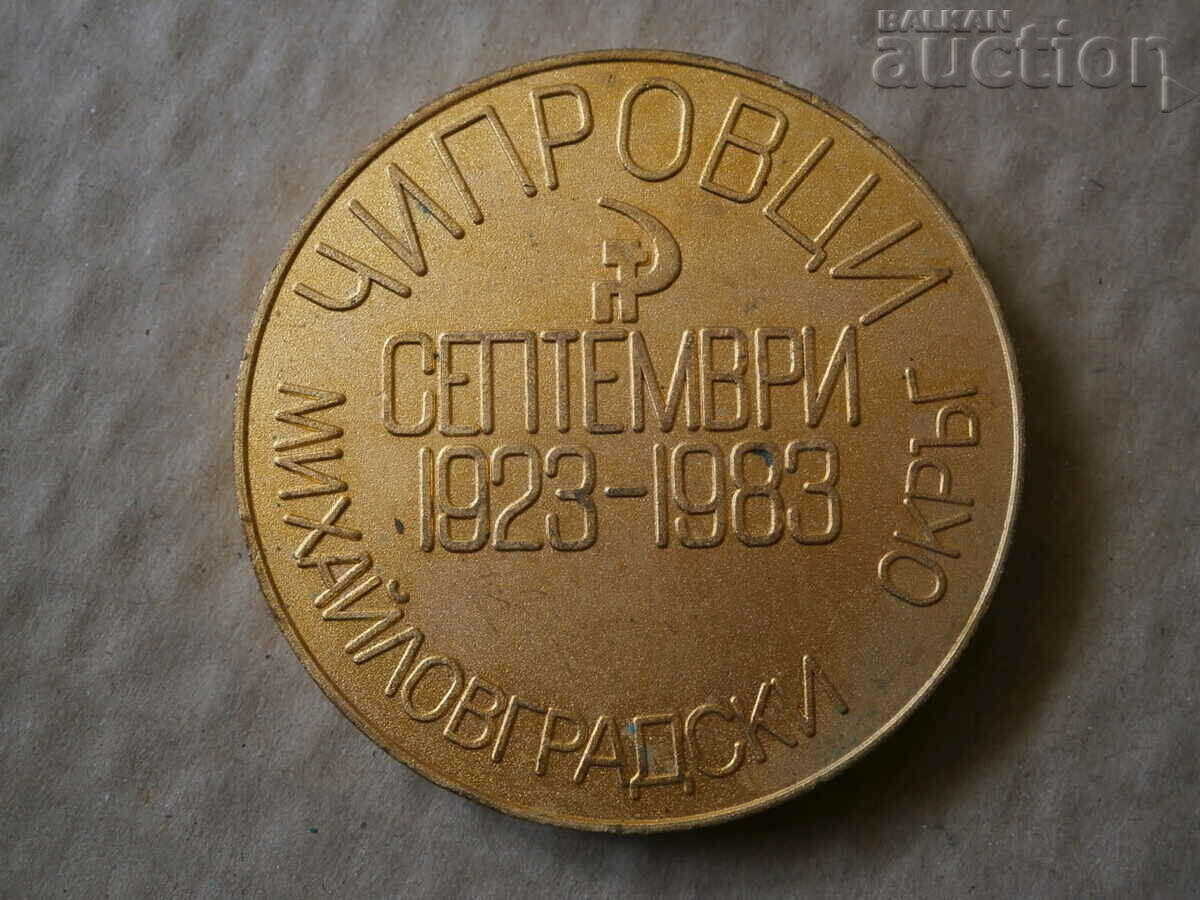 BALKAN
auction
ЧИПРОВЦИ
СЕПТЕМВРИ
1923-1983
МИХАЙЛОВГРАДСКИ ОКРЪГ